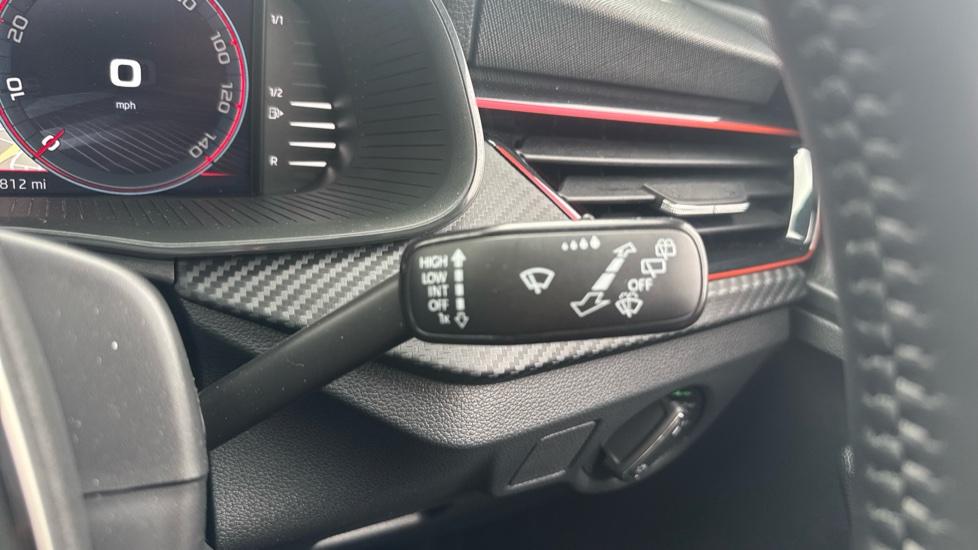 20
10
0
mph
100
120
140
812 mi
1/1
1/2
R
HIGH
LOW
INT
OFF
1x
OFF